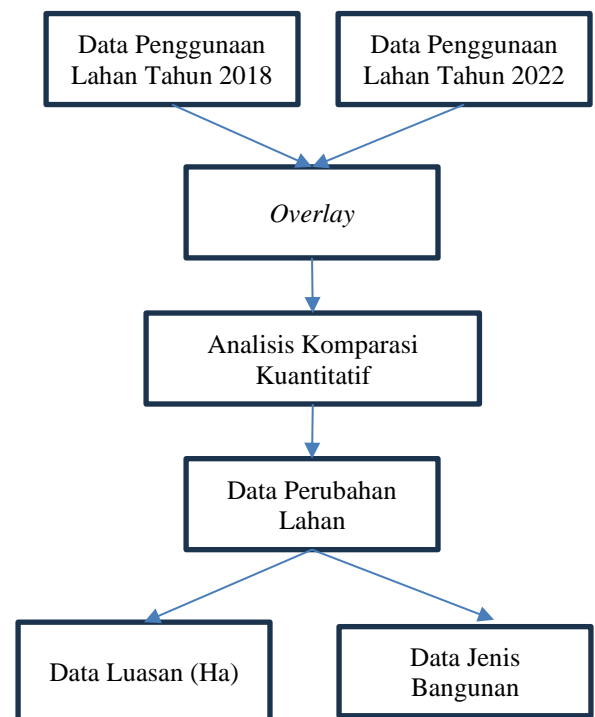 Data Penggunaan
Lahan Tahun 2018
Data Penggunaan
Lahan Tahun 2022
Overlay
Analisis Komparasi
Kuantitatif
Data Perubahan
Lahan
Data Luasan (Ha)
Data Jenis
Bangunan